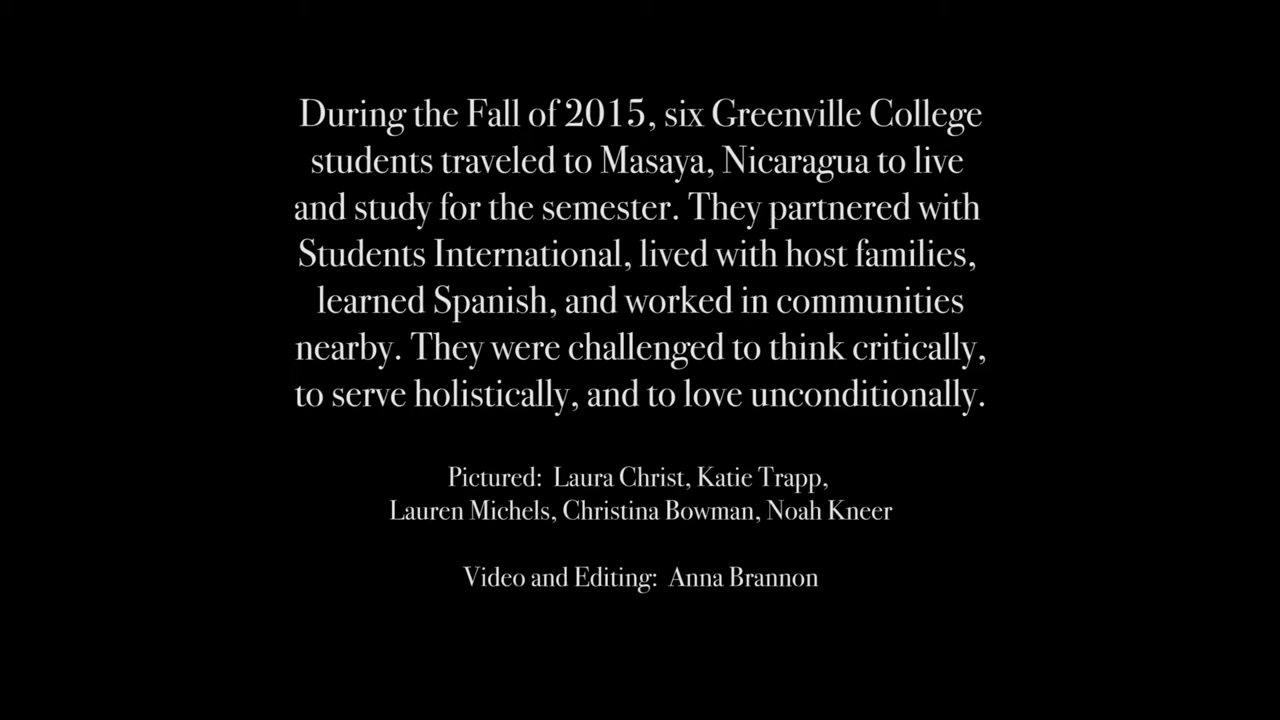 During the Fall of 2015, six Greenville College
students traveled to Masaya, Nicaragua to live
and study for the semester. They partnered with
Students International, lived with host families,
learned Spanish, and worked in communities
nearby. They were challenged to think critically,
to serve holistically, and to love unconditionally.
Pictured: Laura Christ, Katie Trapp,
Lauren Michels, Christina Bowman, Noah Kneer
Video and Editing: Anna Brannon